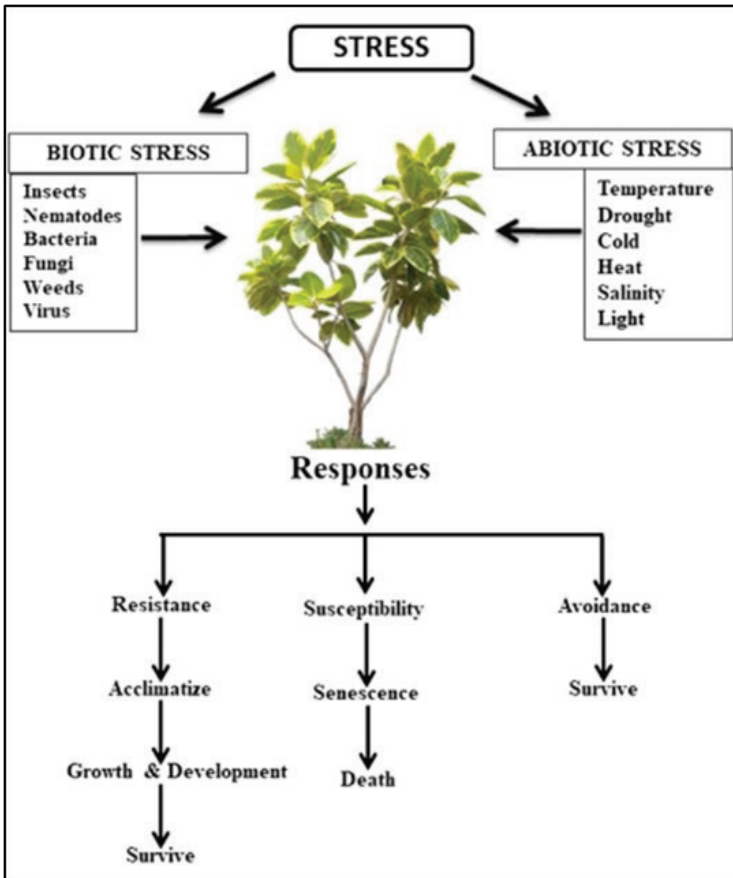 STRESS
BIOTIC STRESS
Insects
Nematodes
Bacteria
Fungi
Weeds
Virus
ABIOTIC STRESS
Temperature
Drought
Cold
Heat
Salinity
Light
Responses
Resistance
Acclimatize
Growth & Development
Survive
Susceptibility
Senescence
Death
Avoidance
Survive